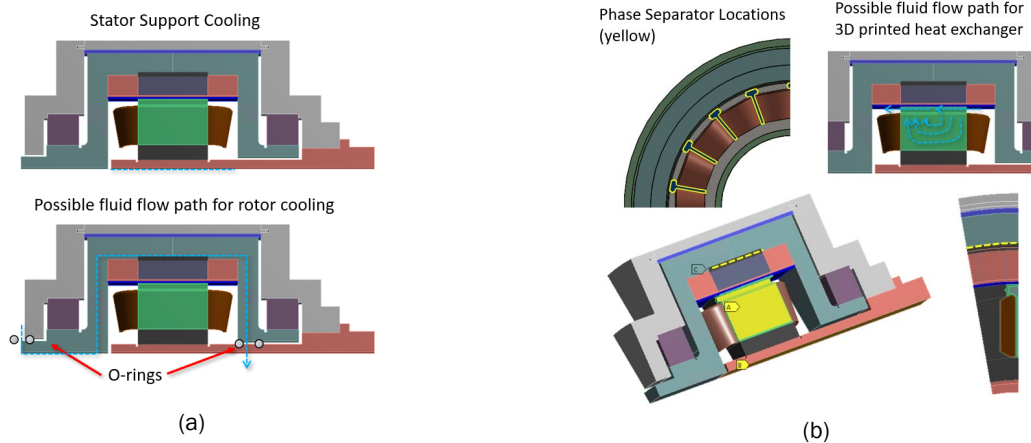 Stator Support Cooling
Possible fluid flow path for rotor cooling
O-rings
(a)
Phase Separator Locations
(yellow)
Possible fluid flow path for
3D printed heat exchanger
C
A
B
(b)